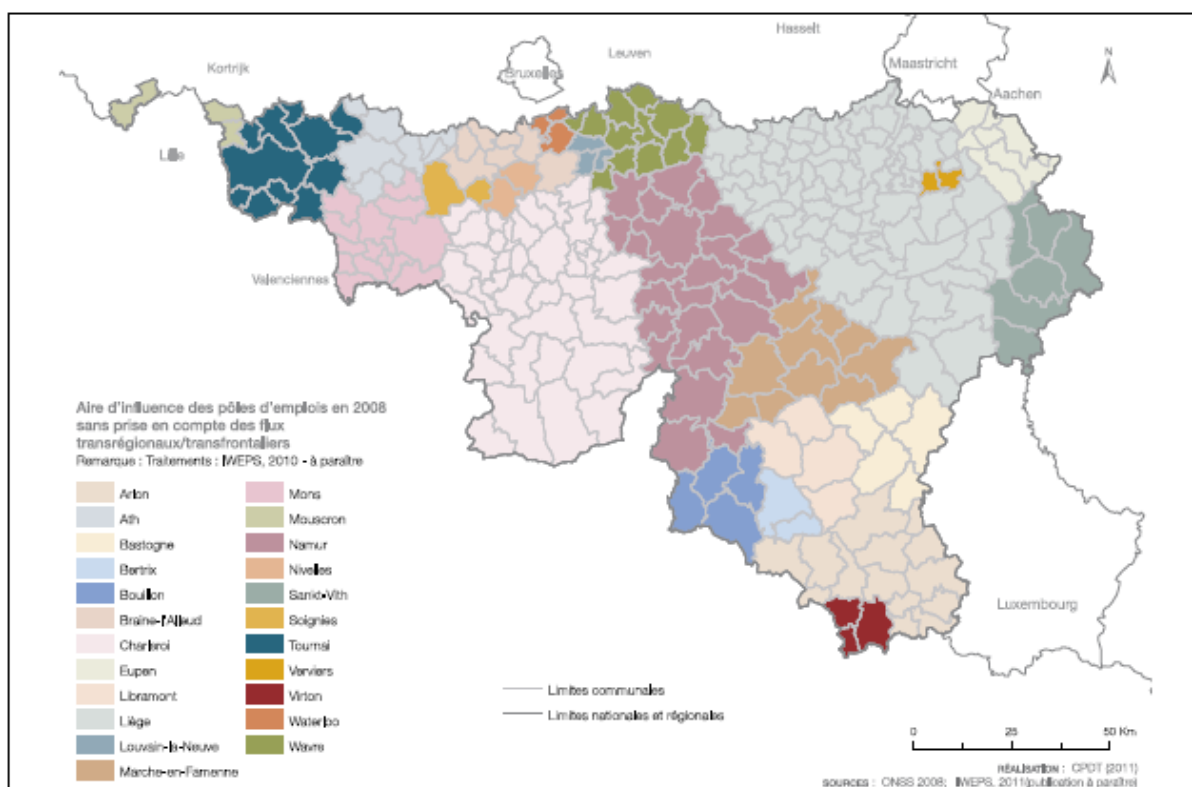 Hasselt
Kortrijk
Leuven
Bruxelles
Maastricht
N
Aachen
Lille
Valenciennes
Luxembourg
Aire d'influence des pôles d'emplois en 2008
sans prise en compte des flux
transrégionaux/transfrontaliers
Remarque : Traitements : IWEPS, 2010 - à paraître
Arlon
Ath
Bastogne
Bertrix
Bouillon
Braine-l'Alleud
Charleroi
Eupen
Libramont
Liège
Louvain-la-Neuve
Marche-en-Famenne
Mons
Mouscron
Namur
Nivelles
Sankt-Vith
Soignies
Tournai
Verviers
Virton
Waterloo
Wavre
Limites communales
Limites nationales et régionales
0 25 50 Km
RÉALISATION : CPDT (2011)
SOURCES : ONSS 2008; IWEPS, 2011(publication à paraître)